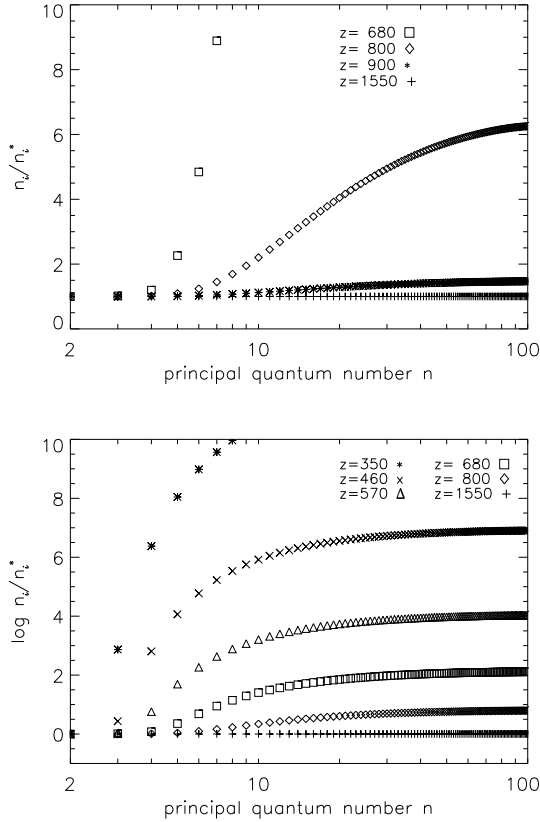 10
z= 680
z= 800
8
z= 900
z=1550
6
n_i/n_i^*
4
2
0
2 10 100
principal quantum number n
10
z=350 z= 680
z=460 z= 800
8
z=570 z=1550
6
log n_i/n_i^*
4
2
0
2 10 100
principal quantum number n